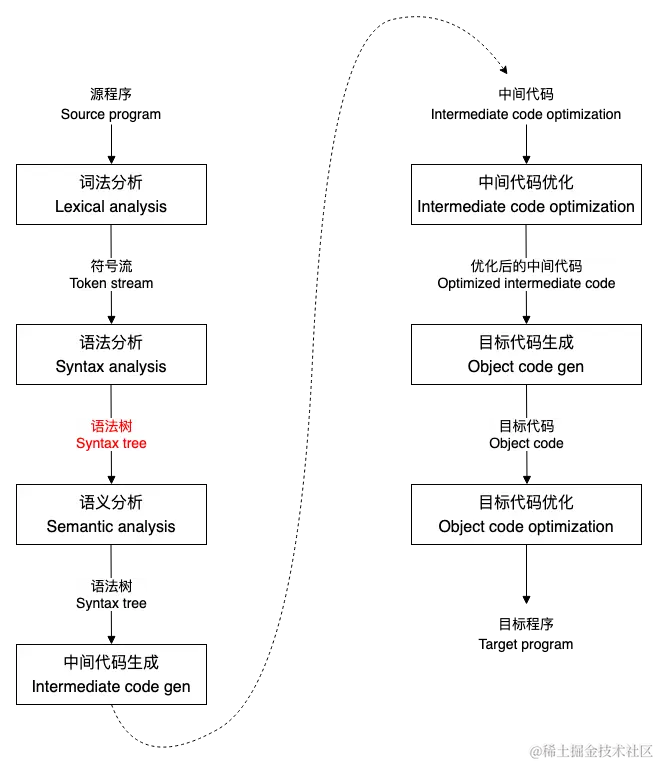 源程序
Source program
词法分析
Lexical analysis
符号流
Token stream
语法分析
Syntax analysis
语法树
Syntax tree
语义分析
Semantic analysis
语法树
Syntax tree
中间代码生成
Intermediate code gen
中间代码
Intermediate code optimization
中间代码优化
Intermediate code optimization
优化后的中间代码
Optimized intermediate code
目标代码生成
Object code gen
目标代码
Object code
目标代码优化
Object code optimization
目标程序
Target program
@稀土掘金技术社区